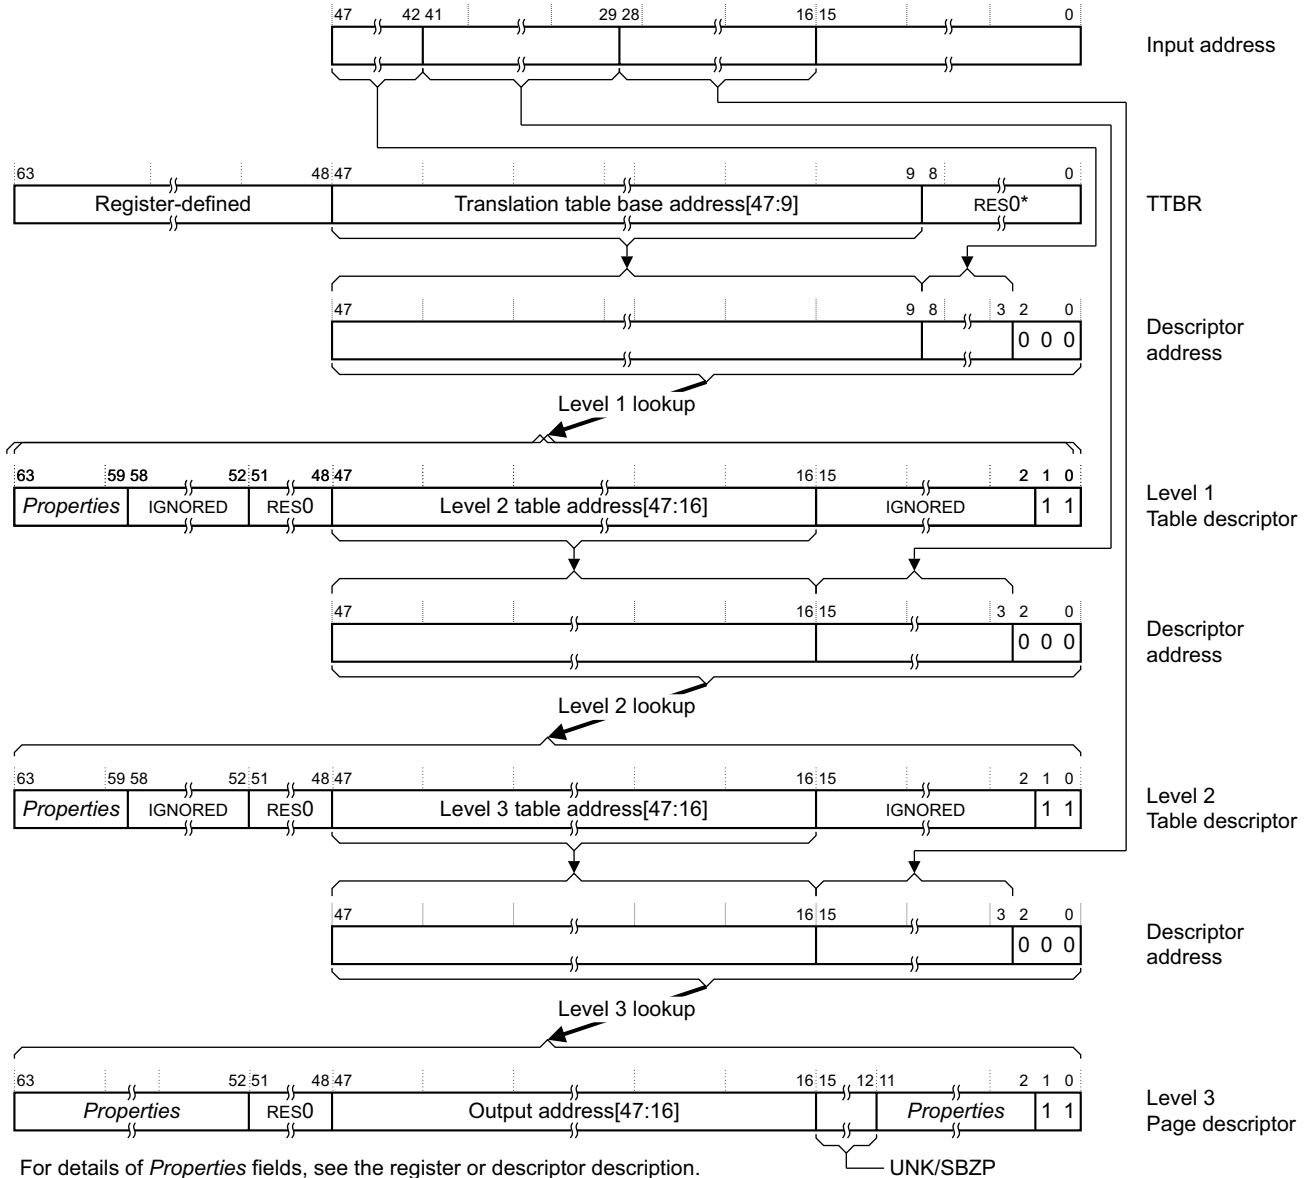 47 42 41 29 28 16 15 0
Input address
63 48 47 9 8 0
Register-defined Translation table base address[47:9] RES0* TTBR
47 9 8 3 2 0
0 0 0
Descriptor
address
Level 1 lookup
63 59 58 52 51 48 47 16 15 2 1 0
Properties IGNORED RES0 Level 2 table address[47:16] IGNORED 1 1
Level 1
Table descriptor
47 16 15 3 2 0
0 0 0
Descriptor
address
Level 2 lookup
63 59 58 52 51 48 47 16 15 2 1 0
Properties IGNORED RES0 Level 3 table address[47:16] IGNORED 1 1
Level 2
Table descriptor
47 16 15 3 2 0
0 0 0
Descriptor
address
Level 3 lookup
63 52 51 48 47 16 15 12 11 2 1 0
Properties RES0 Output address[47:16] Properties 1 1
Level 3
Page descriptor
For details of Properties fields, see the register or descriptor description. UNK/SBZP